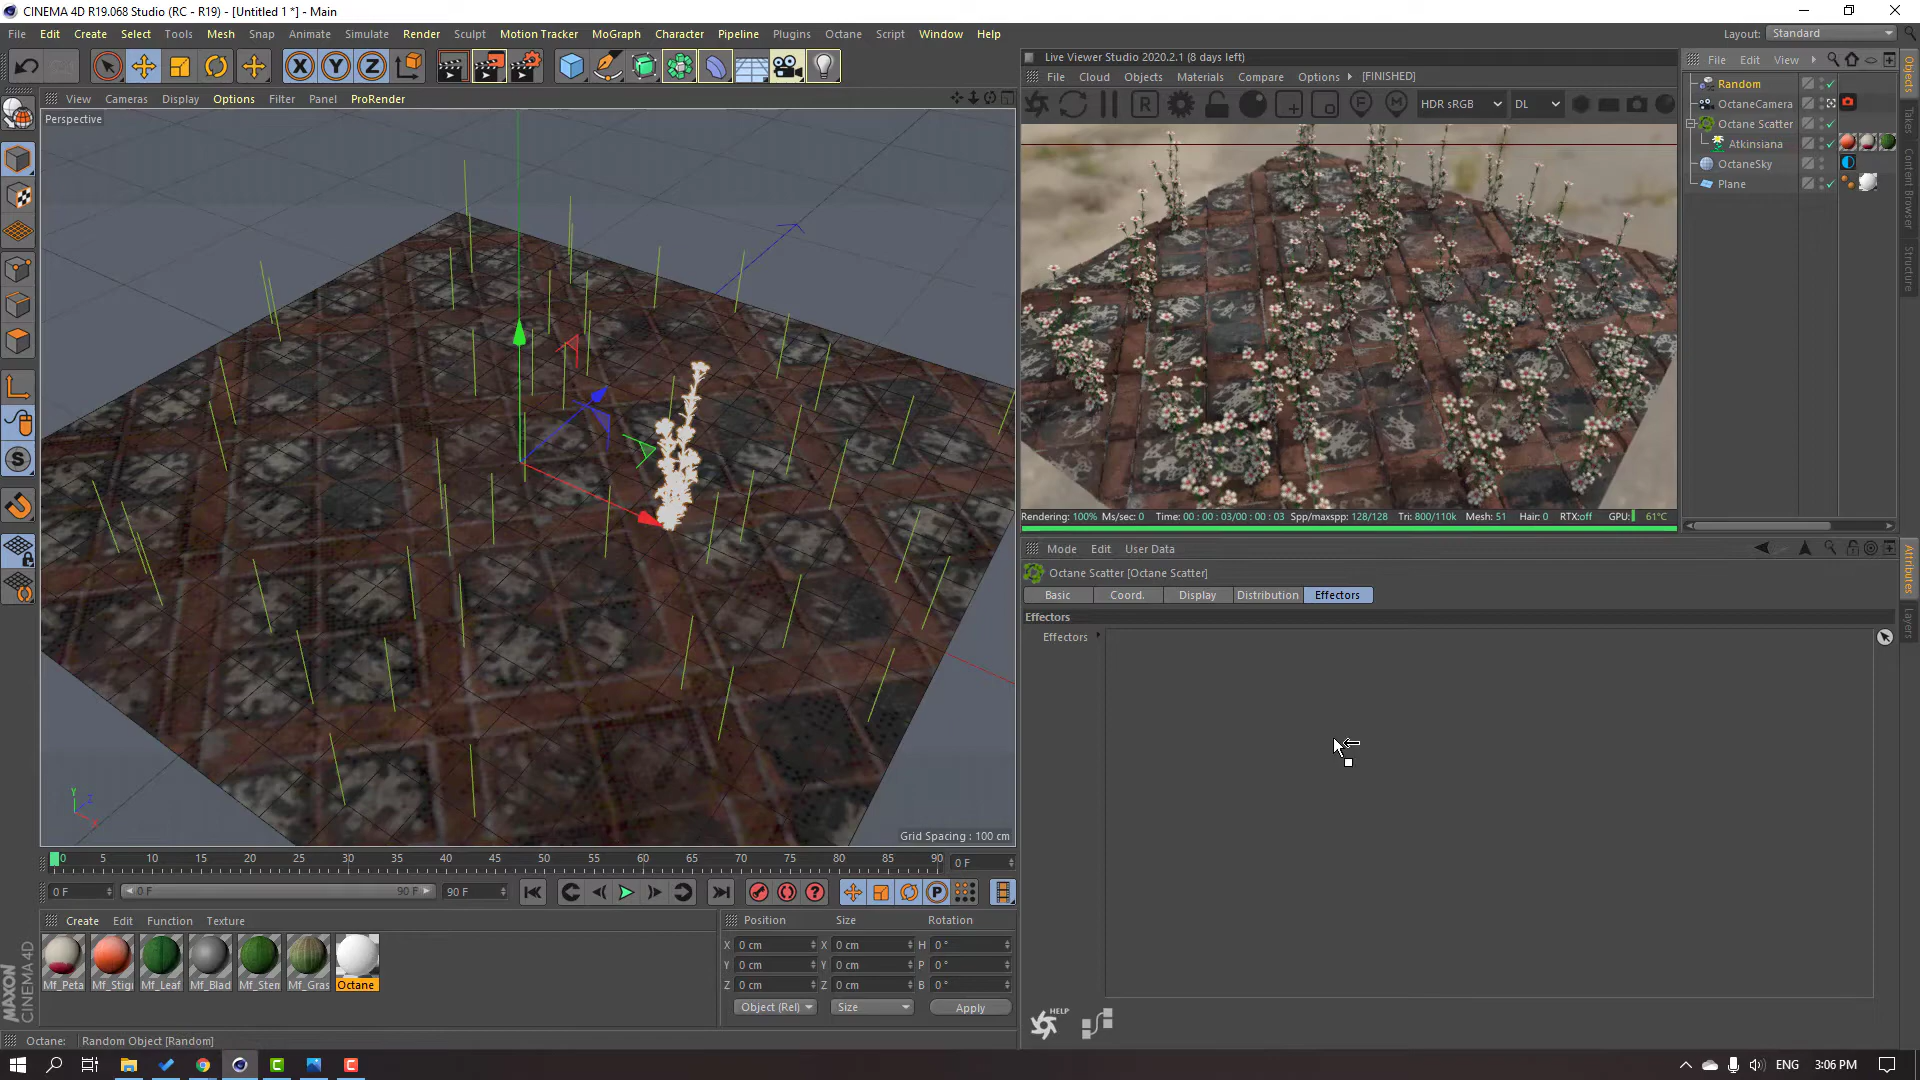 CINEMA 4D R19.068 Studio (RC - R19) - [Untitled 1 *] - Main
File Edit Create Select Tools Mesh Snap Animate Simulate Sculpt Render Motion Tracker MoGraph Character Pipeline Plugins Octane Script Window Help
Layout: Standard
View Cameras Display Options Filter Panel ProRender
Perspective
Grid Spacing : 100 cm
Live Viewer Studio 2020.2.1 (8 days left)
File Cloud Objects Materials Compare Options [FINISHED]
HDR sRGB DL
Rendering: 100% Ms/sec: 0 Time: 00 : 00 : 03/00 : 00 : 03 Spp/maxspp: 128/128 Tri: 800/110k Mesh: 51 Hair: 0 RTX:off GPU: 61°C
File Edit View
Random
OctaneCamera
Octane Scatter
Atkinsiana
OctaneSky
Plane
Objects
Takes
Content Browser
Structure
Attributes
Layers
Mode Edit User Data
Octane Scatter [Octane Scatter]
Basic Coord. Display Distribution Effectors
Effectors
Effectors
HELP
0 5 10 15 20 25 30 35 40 45 50 55 60 65 70 75 80 85 90 0 F
0 F 0 F 90 F 90 F
Create Edit Function Texture
Mf_Peta Mf_Stigi Mf_Leaf Mf_Blad Mf_Sten Mf_Gras Octane
Position Size Rotation
X 0 cm X 0 cm H 0 °
Y 0 cm Y 0 cm P 0 °
Z 0 cm Z 0 cm B 0 °
Object (Rel) Size Apply
MAXON
CINEMA 4D
Octane: Random Object [Random]
ENG 3:06 PM